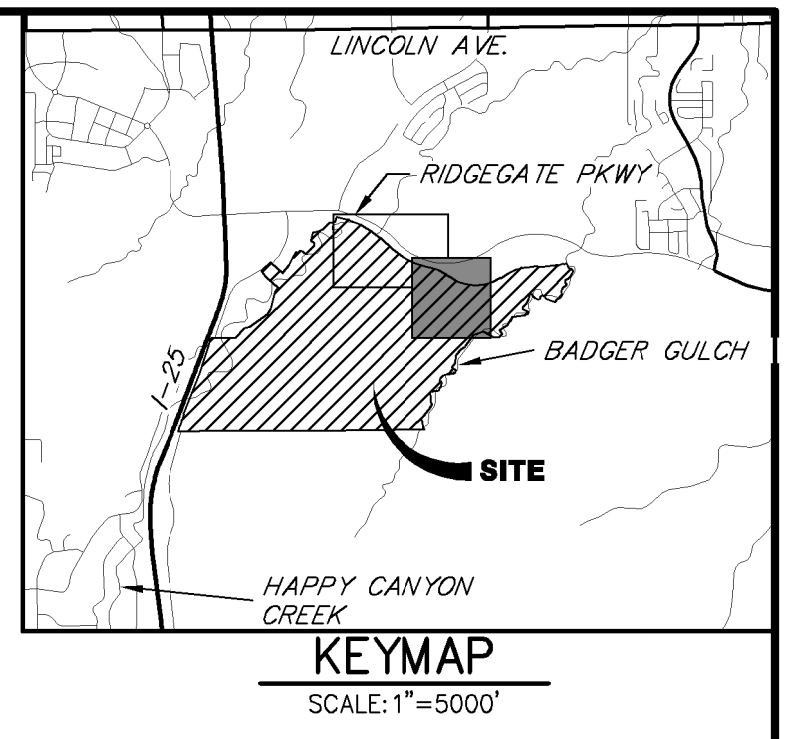 LINCOLN AVE.
RIDGEGATE PKWY
BADGER GULCH
I-25
SITE
HAPPY CANYON
CREEK
KEYMAP
SCALE: 1"=5000'